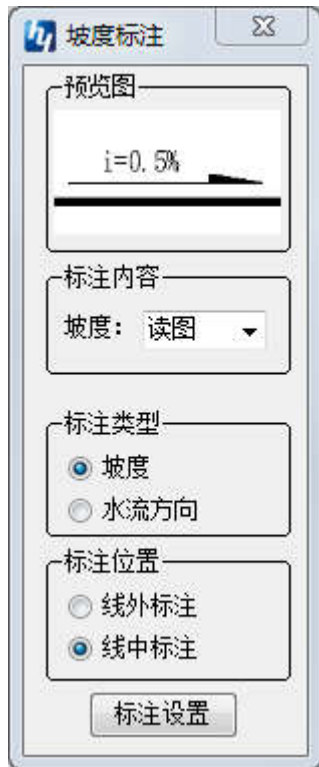 坡度标注
预览图
i=0.5%
标注内容
坡度: 读图
标注类型
坡度
水流方向
标注位置
线外标注
线中标注
标注设置